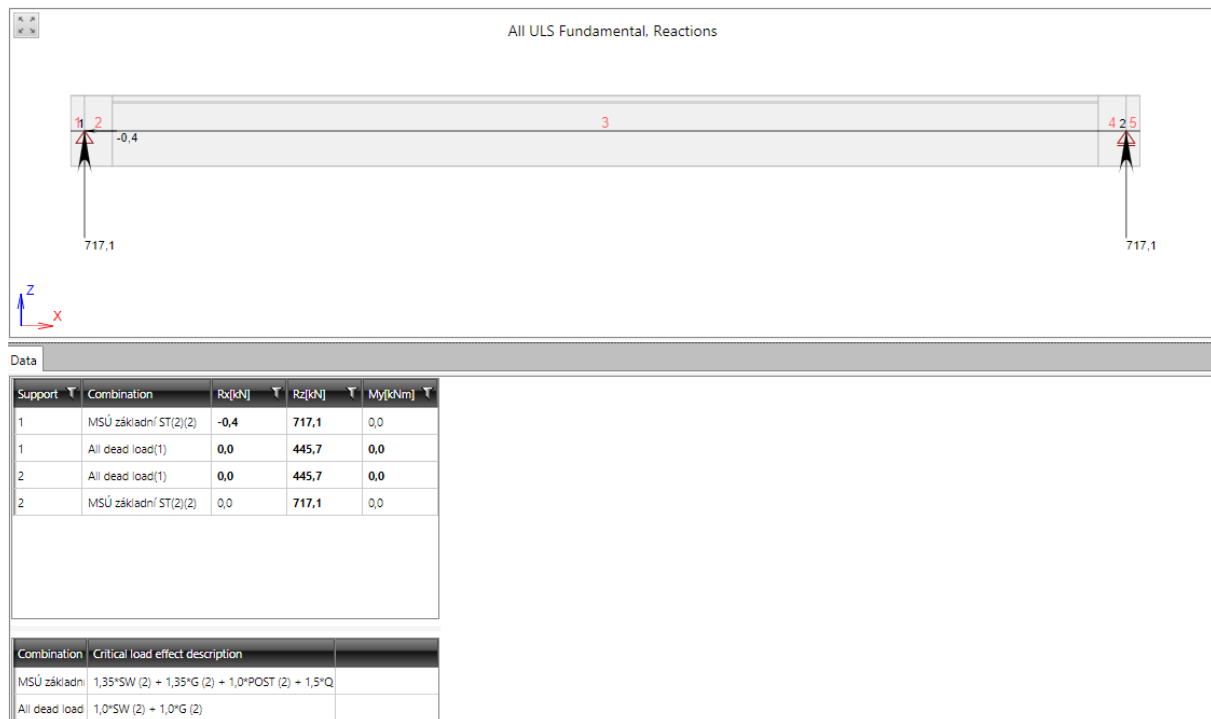 All ULS Fundamental, Reactions
1 1 2 3 4 2 5
-0,4
717,1 717,1
Z
X
Data
Support Combination Rx[kN] Rz[kN] My[kNm]
1 MSÚ základní ST(2)(2) -0,4 717,1 0,0
1 All dead load(1) 0,0 445,7 0,0
2 All dead load(1) 0,0 445,7 0,0
2 MSÚ základní ST(2)(2) 0,0 717,1 0,0
Combination Critical load effect description
MSÚ základní 1,35*SW (2) + 1,35*G (2) + 1,0*POST (2) + 1,5*Q
All dead load 1,0*SW (2) + 1,0*G (2)